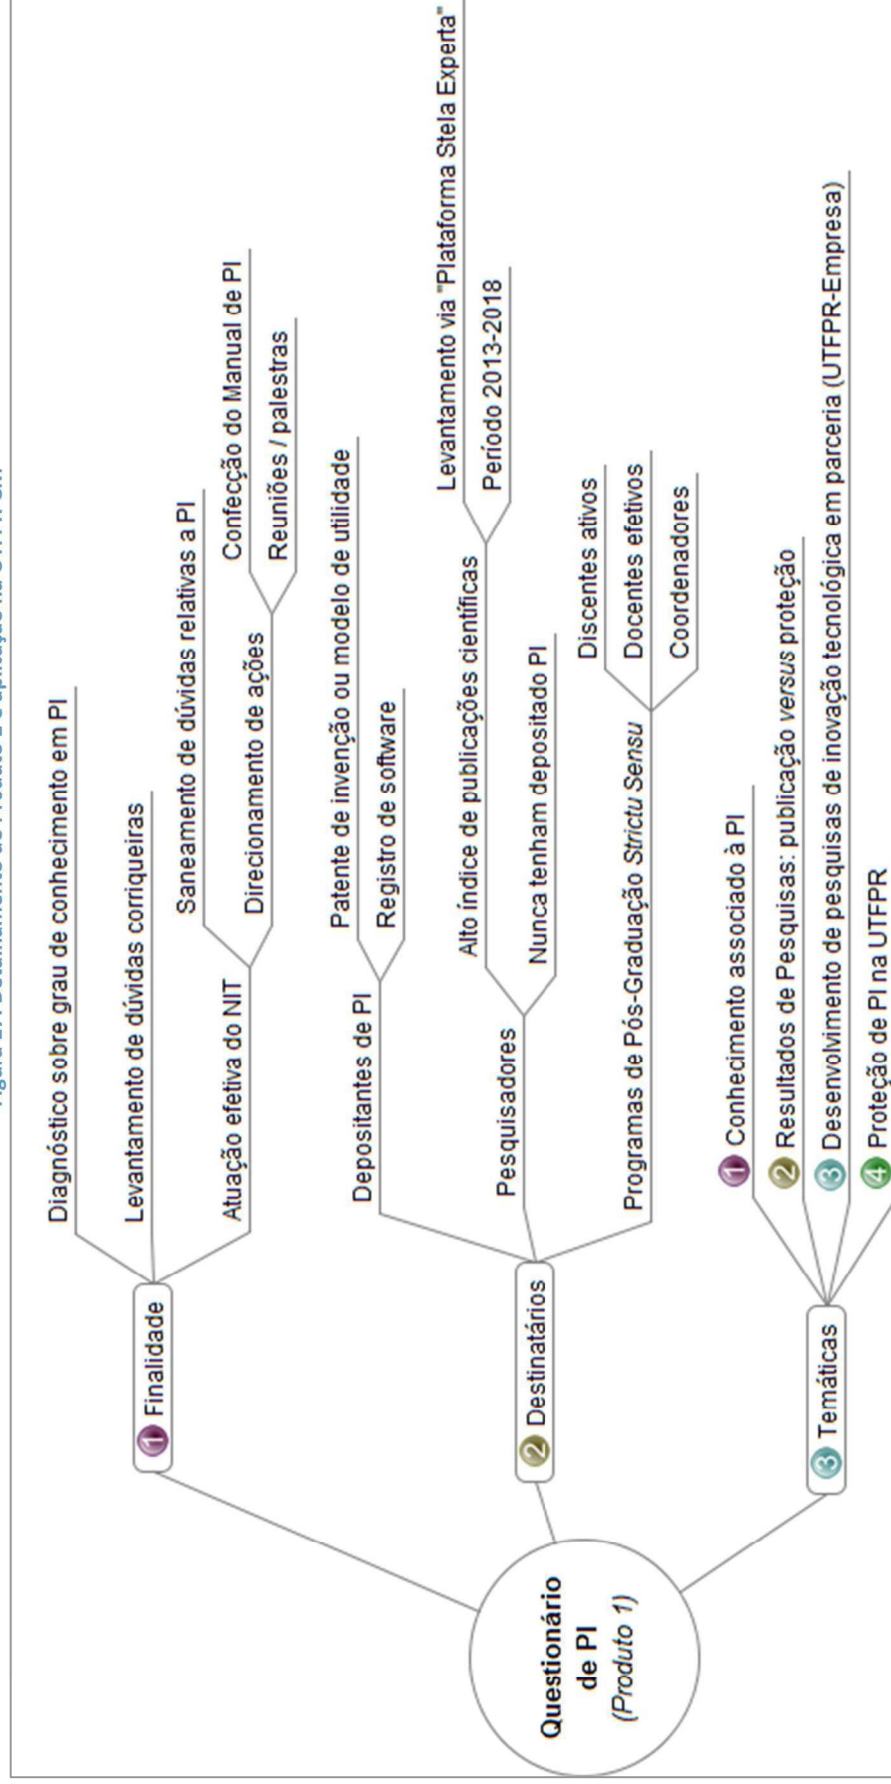 Questionário
de PI
(Produto 1)
1 Finalidade
Diagnóstico sobre grau de conhecimento em PI
Levantamento de dúvidas corriqueiras
Atuação efetiva do NIT
Saneamento de dúvidas relativas a PI
Direcionamento de ações
Confecção do Manual de PI
Reuniões / palestras
2 Destinatários
Depositantes de PI
Patente de invenção ou modelo de utilidade
Registro de software
Pesquisadores
Alto índice de publicações científicas
Levantamento via "Plataforma Stela Experta"
Período 2013-2018
Nunca tenham depositado PI
Programas de Pós-Graduação Strictu Sensu
Discentes ativos
Docentes efetivos
Coordenadores
3 Temáticas
1 Conhecimento associado à PI
2 Resultados de Pesquisas: publicação versus proteção
3 Desenvolvimento de pesquisas de inovação tecnológica em parceria (UTFPR-Empresa)
4 Proteção de PI na UTFPR